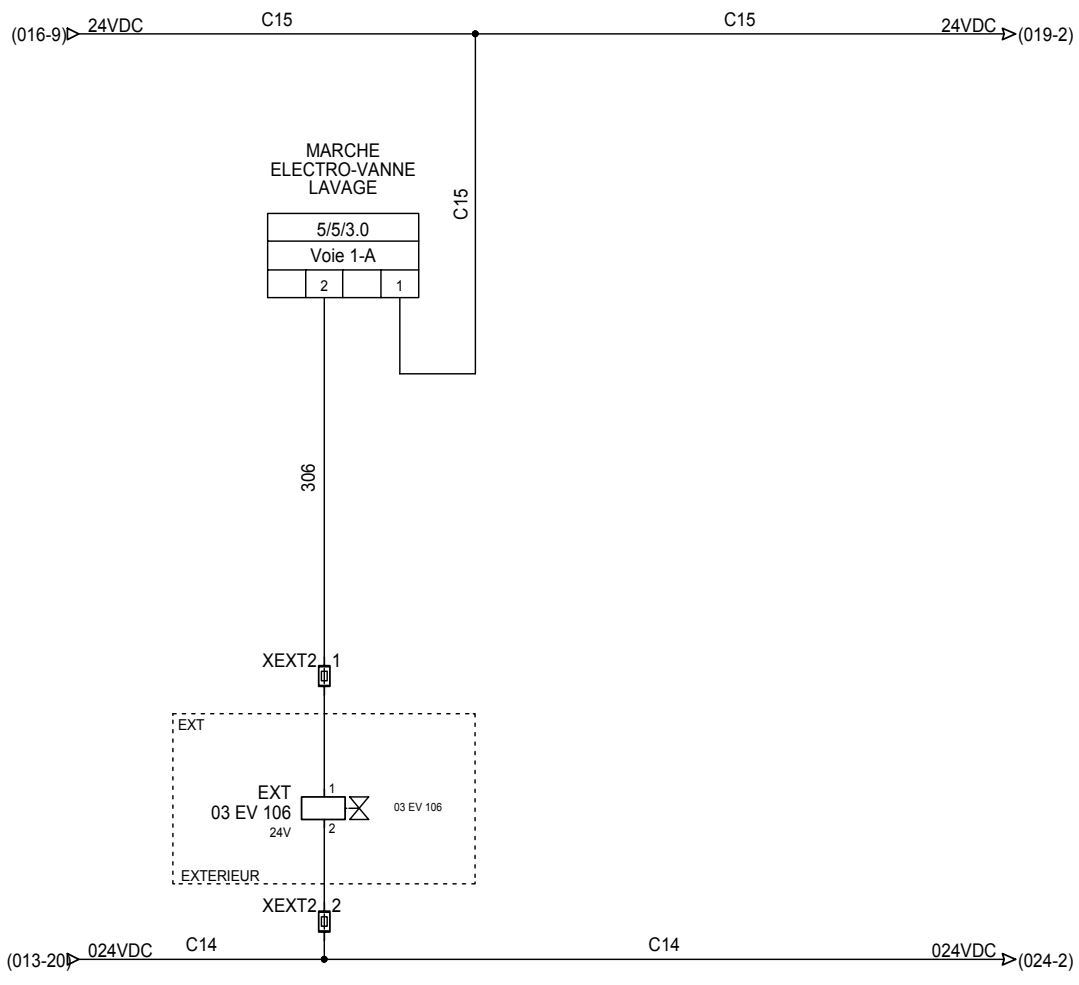 C15 C15
(016-9) 24VDC 24VDC (019-2)
MARCHE
ELECTRO-VANNE
LAVAGE
C15
5/5/3.0
Voie 1-A
2 1
306
XEXT2 1
EXT
EXT 1
03 EV 106 03 EV 106
24V 2
EXTERIEUR
XEXT2 2
C14 C14
(013-20) 024VDC 024VDC (024-2)